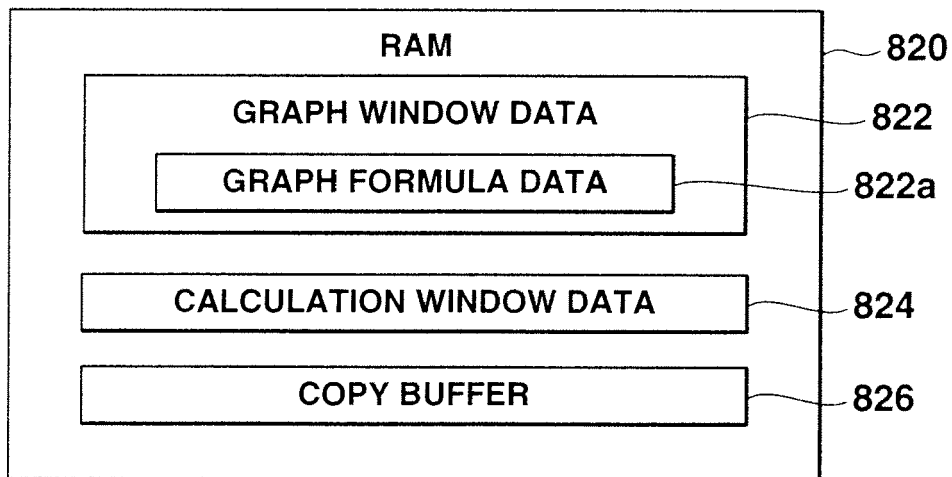 RAM
820
GRAPH WINDOW DATA
822
GRAPH FORMULA DATA
822a
CALCULATION WINDOW DATA
824
COPY BUFFER
826